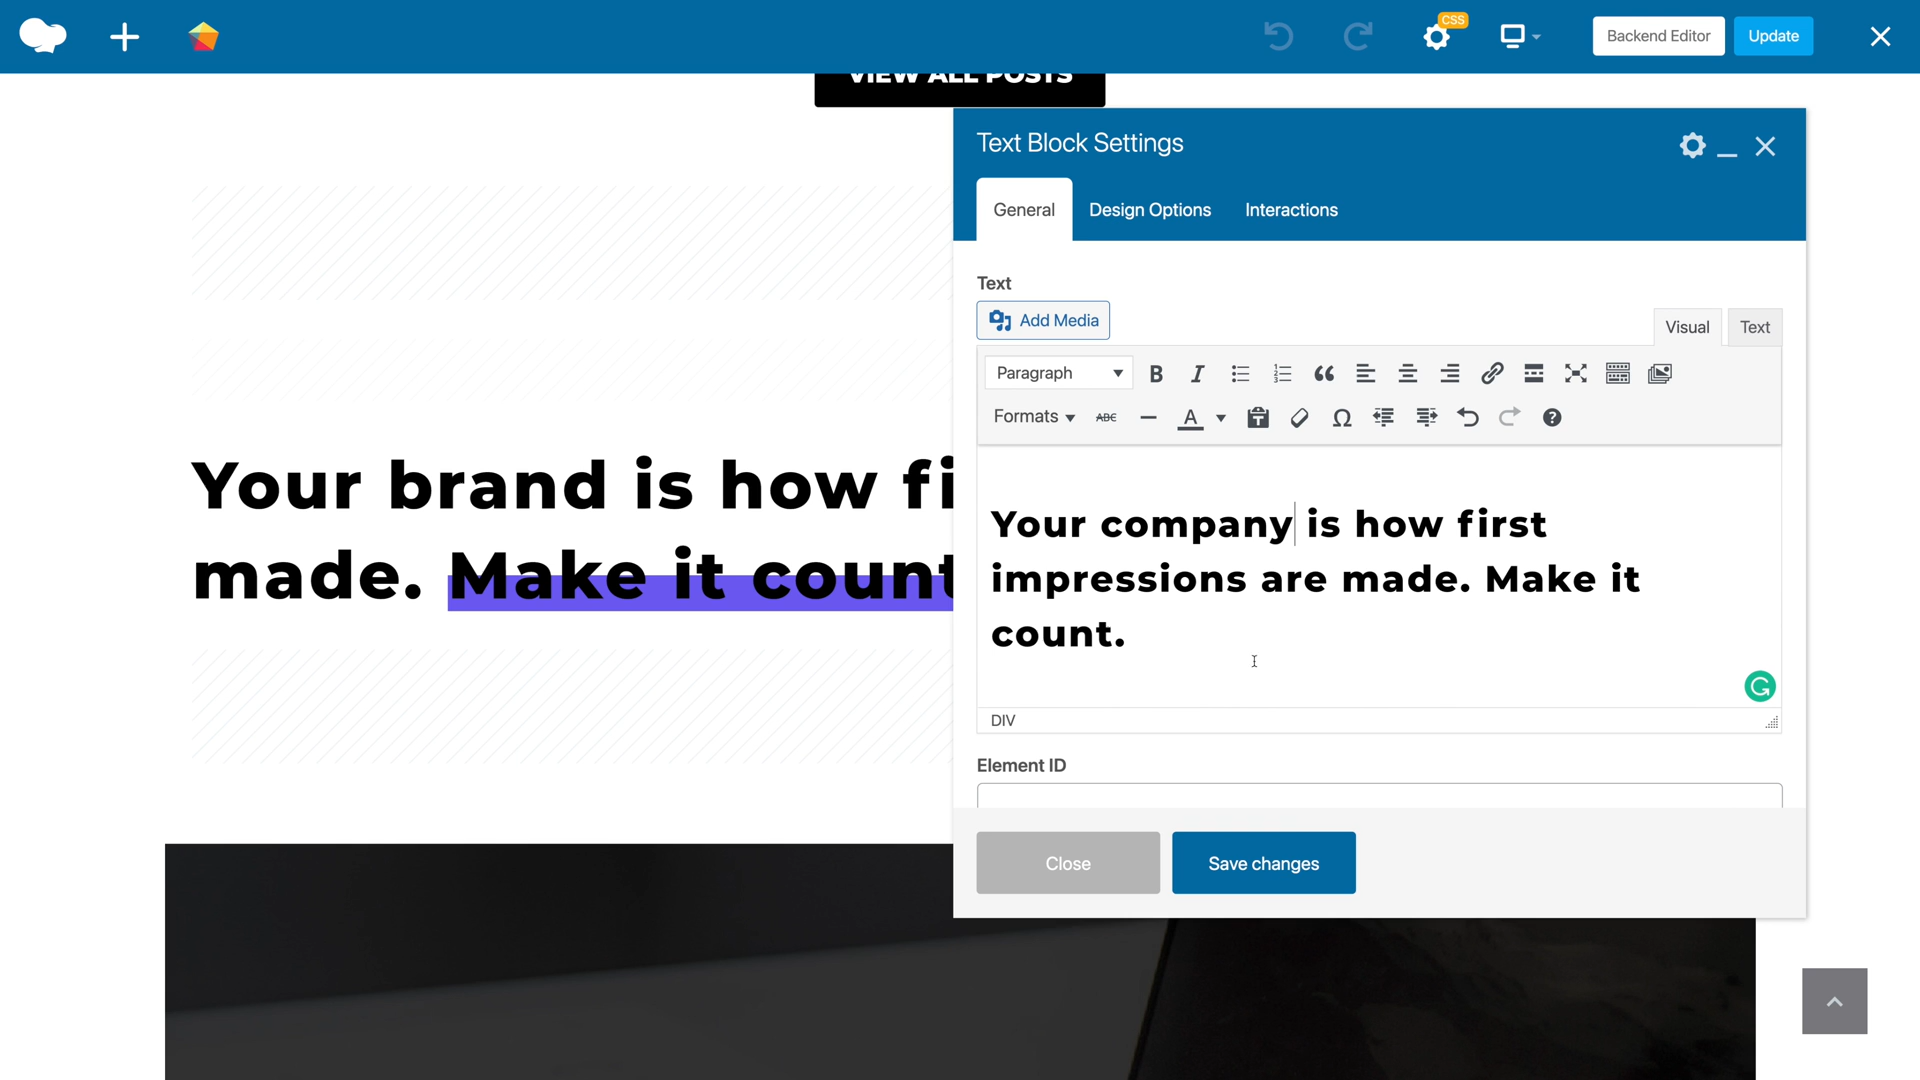 CSS
Backend Editor
Update
VIEW ALL POSTS
Text Block Settings
General
Design Options
Interactions
Text
Add Media
Visual
Text
Paragraph
Formats
ABC
A
Your brand is how fi
made. Make it count
Your company is how first
impressions are made. Make it
count.
DIV
Element ID
Close
Save changes